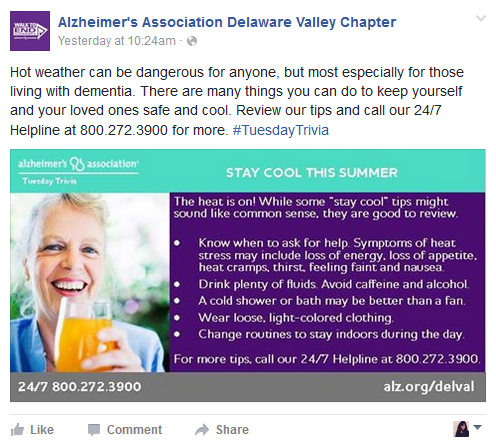 WALK TO
END
Alzheimer's Association Delaware Valley Chapter
Yesterday at 10:24am ·
Hot weather can be dangerous for anyone, but most especially for those
living with dementia. There are many things you can do to keep yourself
and your loved ones safe and cool. Review our tips and call our 24/7
Helpline at 800.272.3900 for more. #TuesdayTrivia
alzheimer's association®
Tuesday Trivia
STAY COOL THIS SUMMER
The heat is on! While some "stay cool" tips might
sound like common sense, they are good to review.
• Know when to ask for help. Symptoms of heat
stress may include loss of energy, loss of appetite,
heat cramps, thirst, feeling faint and nausea.
• Drink plenty of fluids. Avoid caffeine and alcohol.
• A cold shower or bath may be better than a fan.
• Wear loose, light-colored clothing.
• Change routines to stay indoors during the day.
For more tips, call our 24/7 Helpline at 800.272.3900.
24/7 800.272.3900
alz.org/delval
Like Comment Share